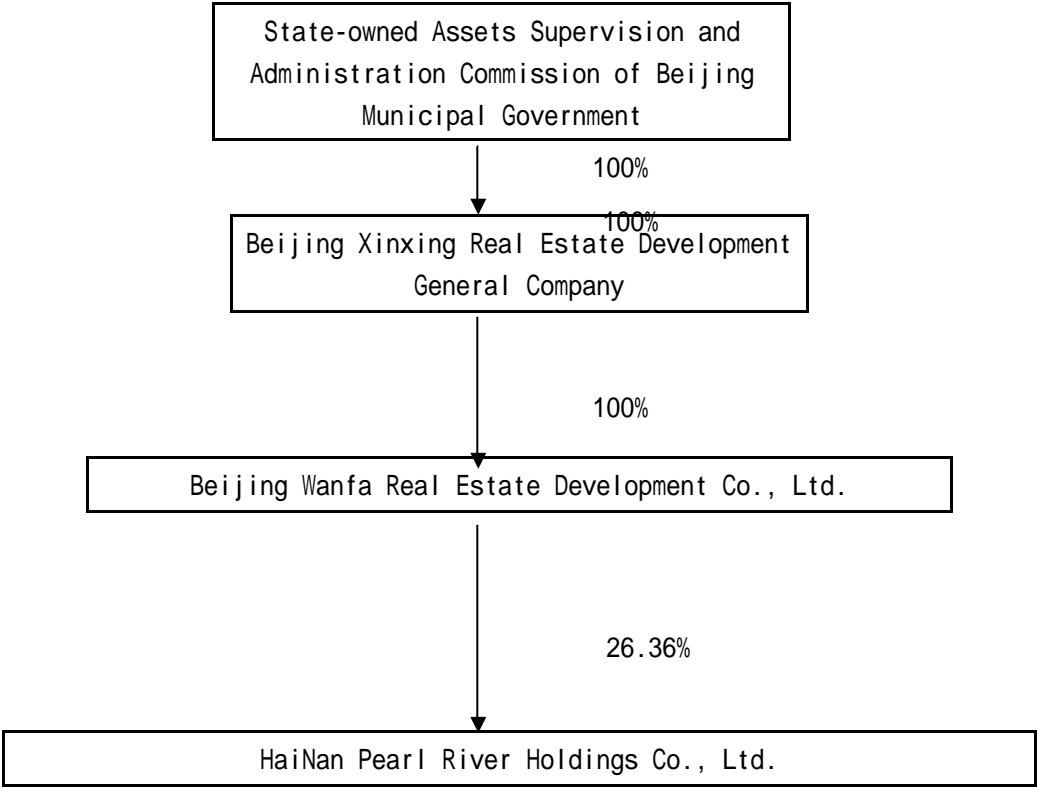 State-owned Assets Supervision and
Administration Commission of Beijing
Municipal Government
100%
100%
Beijing Xinxing Real Estate Development
General Company
100%
Beijing Wanfa Real Estate Development Co., Ltd.
26.36%
HaiNan Pearl River Holdings Co., Ltd.